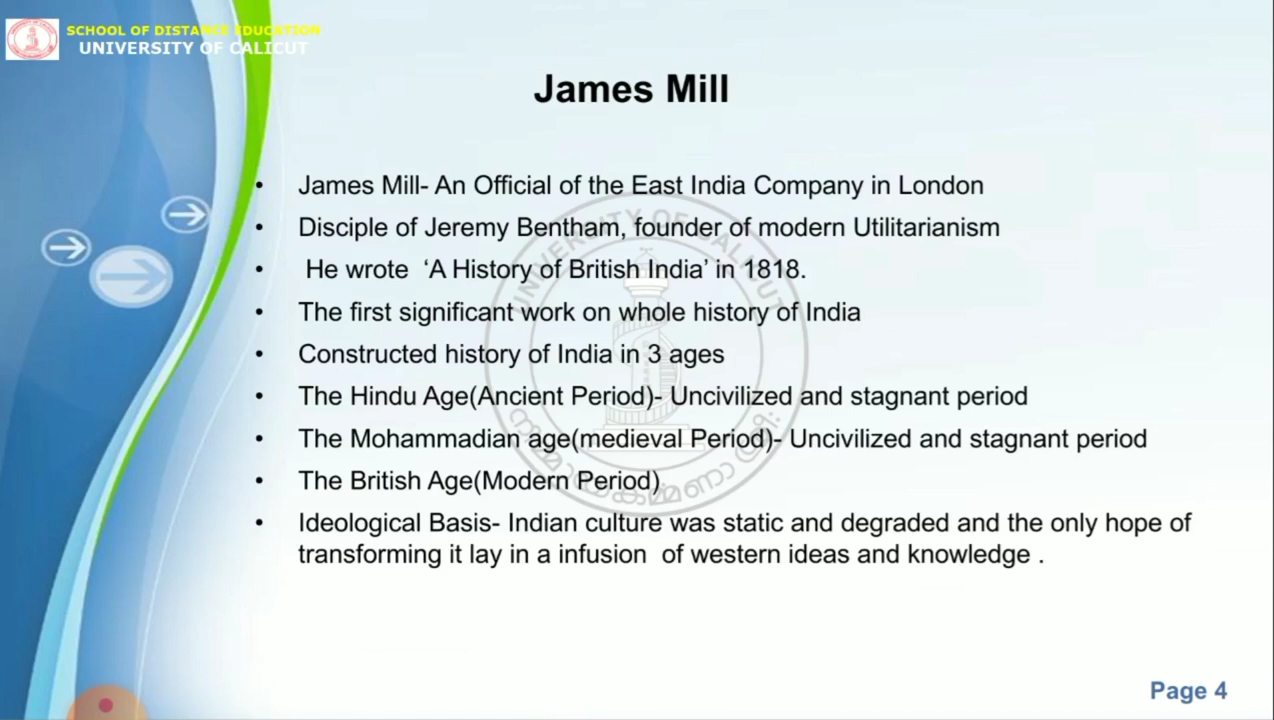 SCHOOL OF DISTANCE EDUCATION
UNIVERSITY OF CALICUT
James Mill
• James Mill- An Official of the East India Company in London
• Disciple of Jeremy Bentham, founder of modern Utilitarianism
• He wrote ‘A History of British India’ in 1818.
• The first significant work on whole history of India
• Constructed history of India in 3 ages
• The Hindu Age(Ancient Period)- Uncivilized and stagnant period
• The Mohammadian age(medieval Period)- Uncivilized and stagnant period
• The British Age(Modern Period)
• Ideological Basis- Indian culture was static and degraded and the only hope of
transforming it lay in a infusion of western ideas and knowledge .
UNIVERSITY OF CALICUT
Page 4